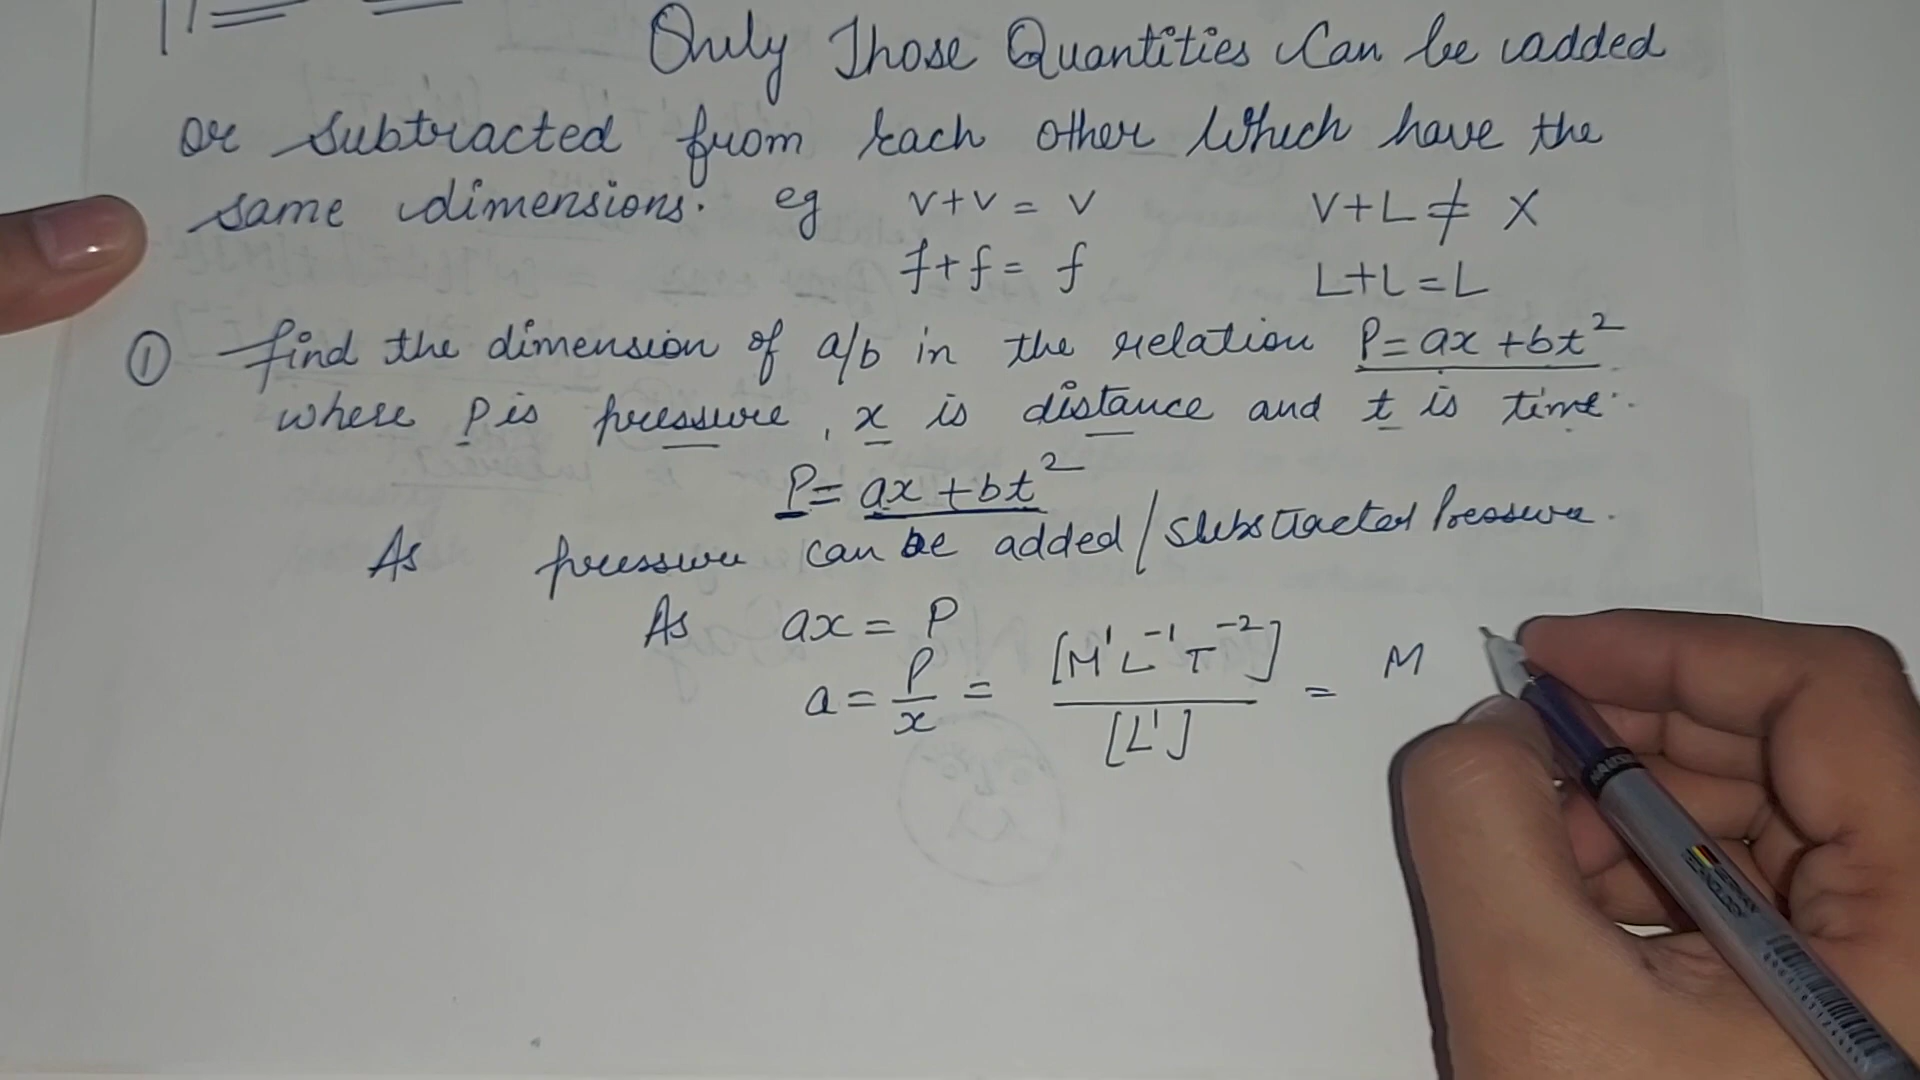 Only Those Quantities Can be added
or subtracted from each other Which have the
same dimensions. eg v+v = v V+L ≠ X
f+f = f L+L = L
① find the dimension of a/b in the relation P = ax + bt²
where p is pressure, x is distance and t is time.
P = ax + bt²
As pressure can be added / Substracted Pressure.
As ax = P
a = P/x = [M¹L⁻¹T⁻²]/[L¹] = M